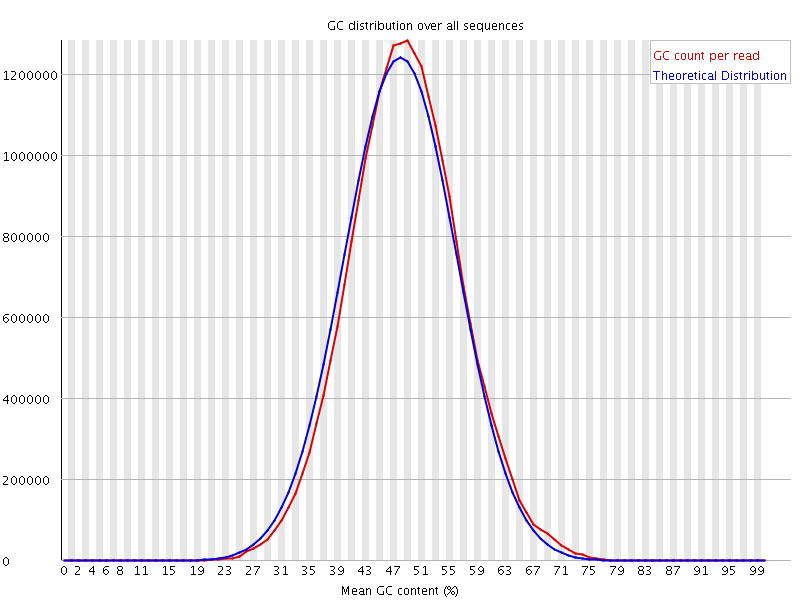 GC distribution over all sequences
GC count per read
Theoretical Distribution
1200000
1000000
800000
600000
400000
200000
0
0 2 4 6 8 11 15 19 23 27 31 35 39 43 47 51 55 59 63 67 71 75 79 83 87 91 95 99
Mean GC content (%)